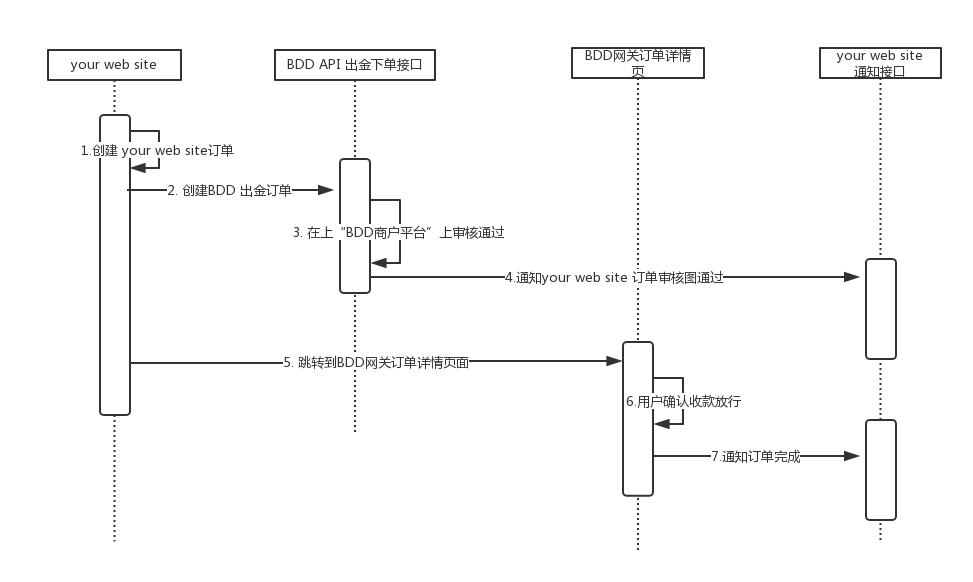 your web site
BDD API 出金下单接口
BDD网关订单详情
页
your web site
通知接口
1.创建 your web site订单
2. 创建BDD 出金订单
3. 在上“BDD商户平台”上审核通过
4.通知your web site 订单审核图通过
5. 跳转到BDD网关订单详情页面
6.用户确认收款放行
7.通知订单完成